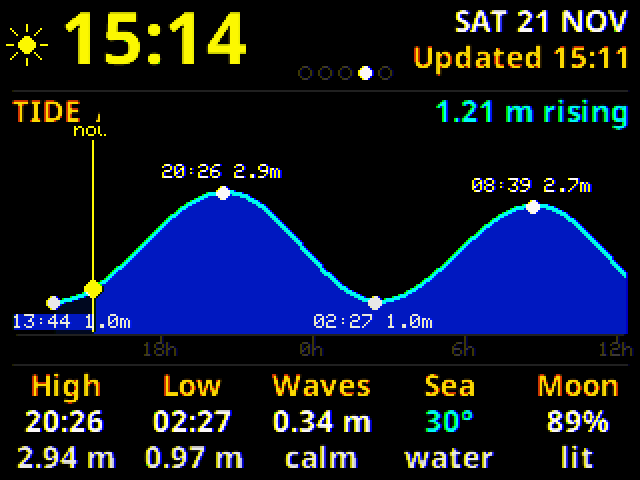 15:14
SAT 21 NOV
Updated 15:11
TIDE
1.21 m rising
20:26 2.9m
08:39 2.7m
13:44 1.0m
02:27 1.0m
18h 0h 6h 12h
High Low Waves Sea Moon
20:26 02:27 0.34 m 30° 89%
2.94 m 0.97 m calm water lit